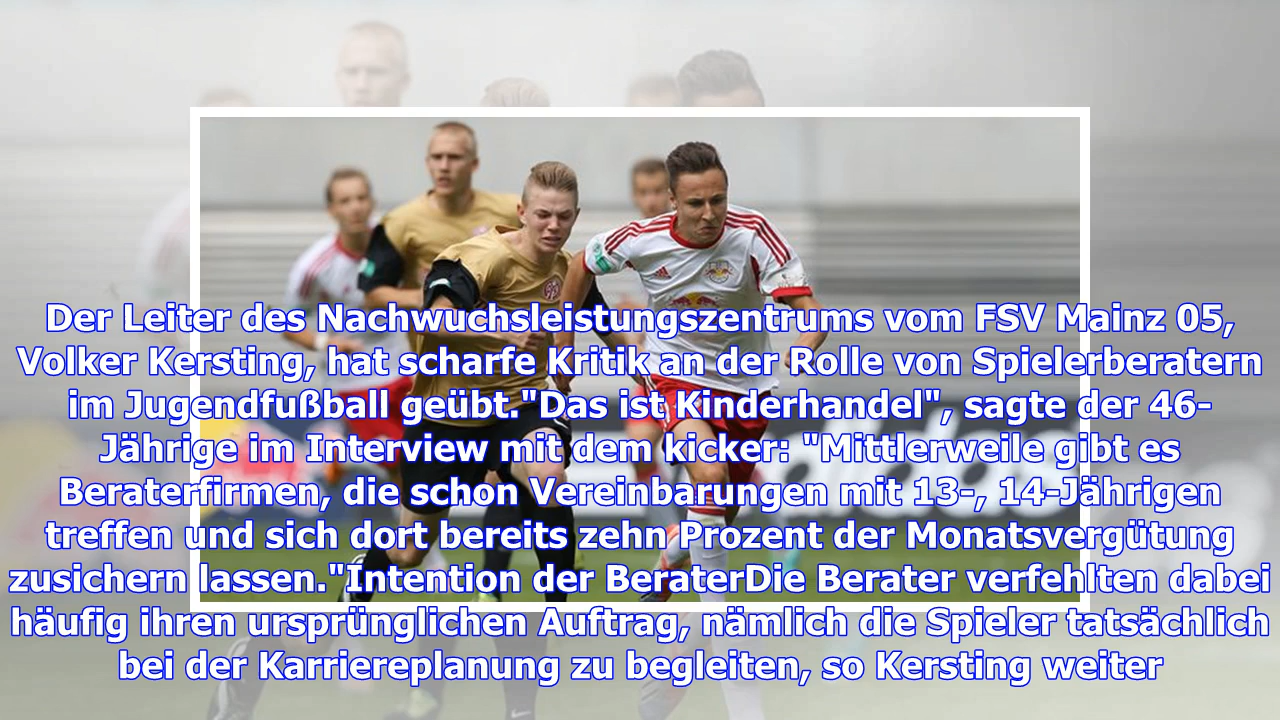 Der Leiter des Nachwuchsleistungszentrums vom FSV Mainz 05,
Volker Kersting, hat scharfe Kritik an der Rolle von Spielerberatern
im Jugendfußball geübt."Das ist Kinderhandel", sagte der 46-
Jährige im Interview mit dem kicker: "Mittlerweile gibt es
Beraterfirmen, die schon Vereinbarungen mit 13-, 14-Jährigen
treffen und sich dort bereits zehn Prozent der Monatsvergütung
zusichern lassen."Intention der BeraterDie Berater verfehlten dabei
häufig ihren ursprünglichen Auftrag, nämlich die Spieler tatsächlich
bei der Karriereplanung zu begleiten, so Kersting weiter